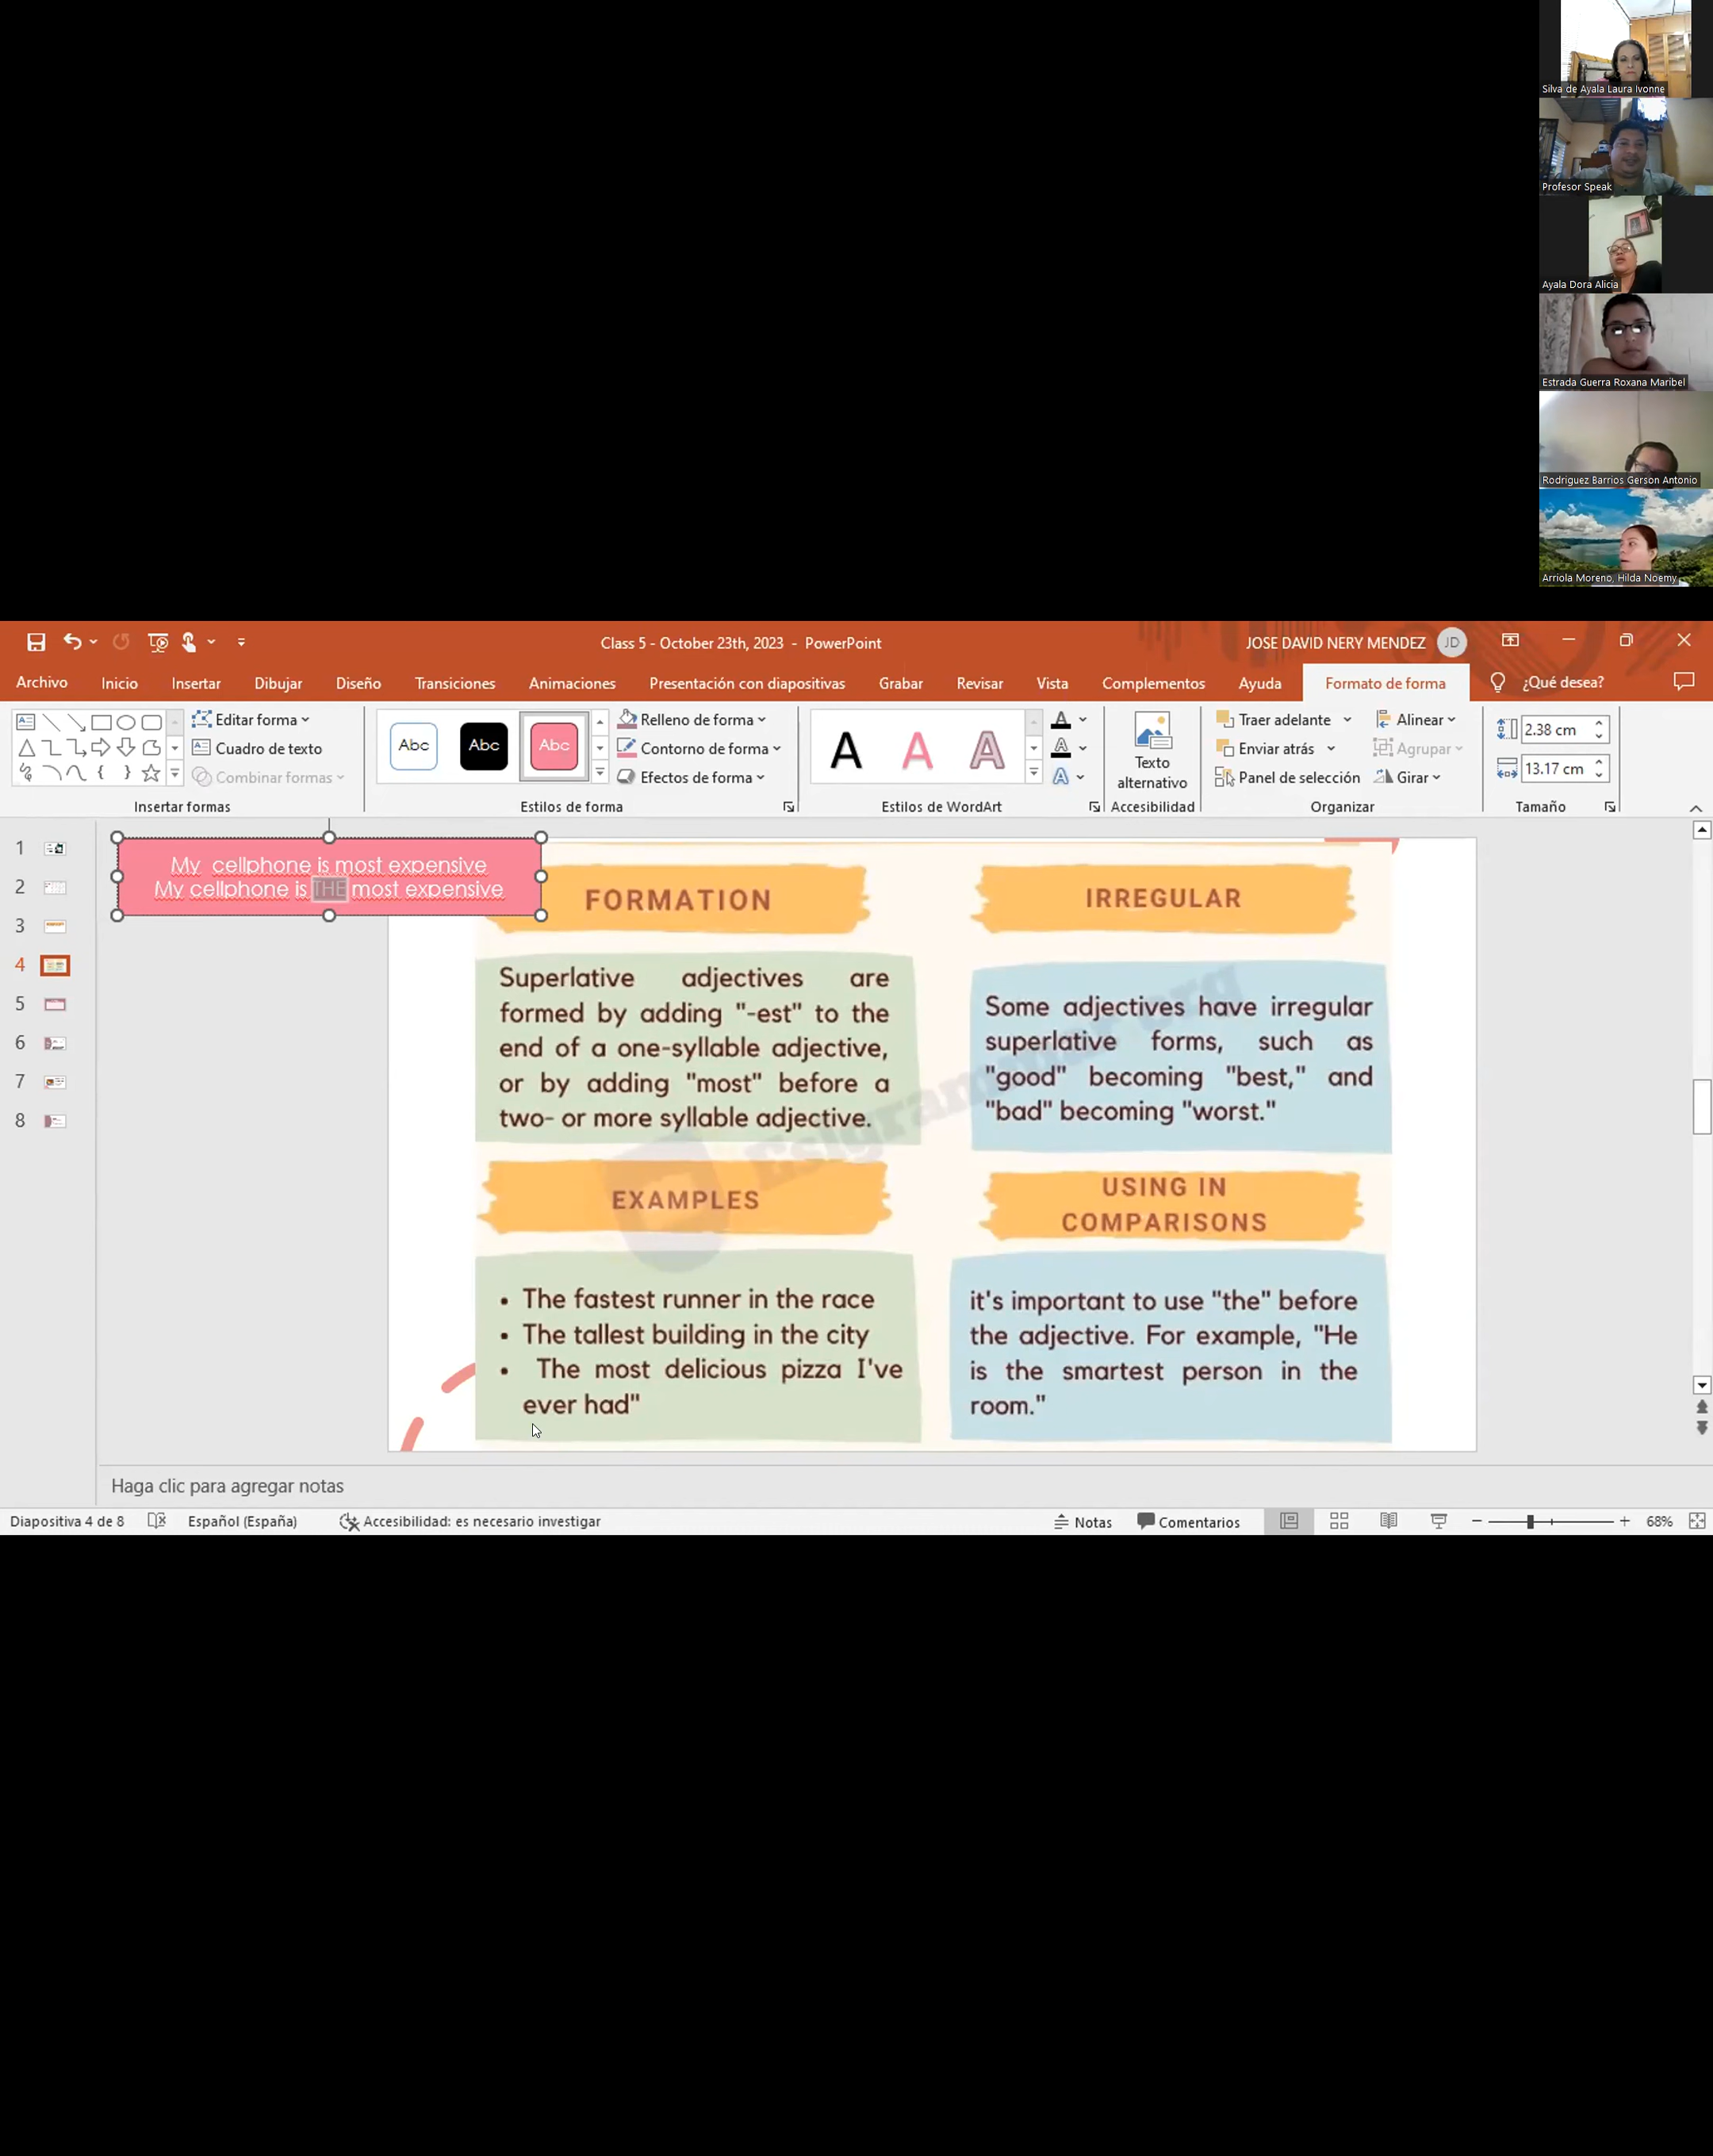 Silva de Ayala Laura Ivonne
Profesor Speak
Ayala Dora Alicia
Estrada Guerra Roxana Maribel
Rodriguez Barrios Gerson Antonio
Arriola Moreno, Hilda Noemy
Class 5 - October 23th, 2023 - PowerPoint
JOSE DAVID NERY MENDEZ JD
Archivo Inicio Insertar Dibujar Diseño Transiciones Animaciones Presentación con diapositivas Grabar Revisar Vista Complementos Ayuda Formato de forma ¿Qué desea?
Editar forma
Cuadro de texto
Combinar formas
Insertar formas
Abc Abc Abc
Relleno de forma
Contorno de forma
Efectos de forma
Estilos de forma
A A A
Estilos de WordArt
Texto
alternativo
Accesibilidad
Traer adelante
Enviar atrás
Panel de selección
Alinear
Agrupar
Girar
Organizar
2.38 cm
13.17 cm
Tamaño
1
2
3
4
5
6
7
8
My cellphone is most expensive
My cellphone is THE most expensive
FORMATION
Superlative adjectives are
formed by adding "-est" to the
end of a one-syllable adjective,
or by adding "most" before a
two- or more syllable adjective.
IRREGULAR
Some adjectives have irregular
superlative forms, such as
"good" becoming "best," and
"bad" becoming "worst."
EXAMPLES
• The fastest runner in the race
• The tallest building in the city
• The most delicious pizza I've
ever had"
USING IN
COMPARISONS
it's important to use "the" before
the adjective. For example, "He
is the smartest person in the
room."
Eslgrammar.org
Haga clic para agregar notas
Diapositiva 4 de 8 Español (España) Accesibilidad: es necesario investigar Notas Comentarios 68%